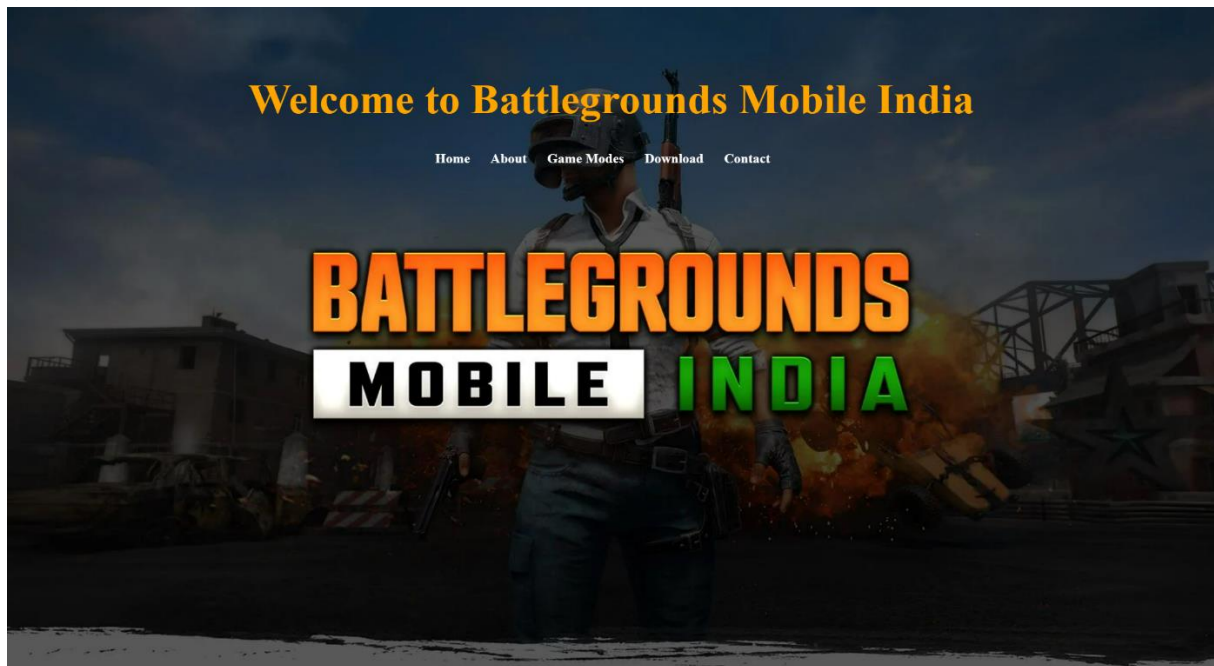 Welcome to Battlegrounds Mobile India
Home About Game Modes Download Contact
BATTLEGROUNDS
MOBILE INDIA